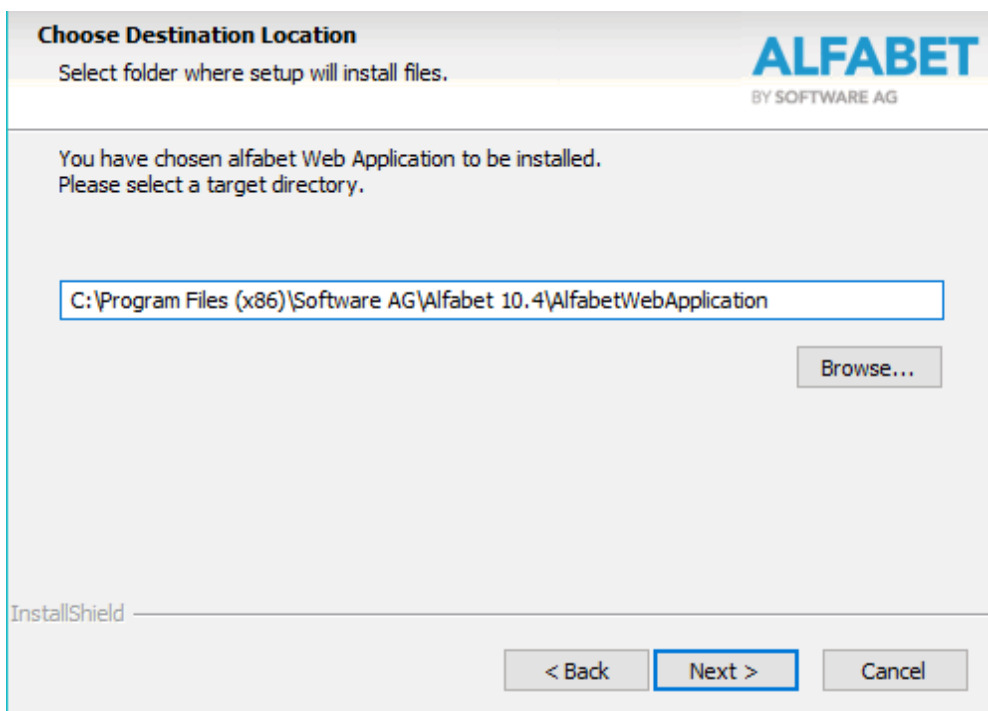 Choose Destination Location
Select folder where setup will install files.
ALFABET
BY SOFTWARE AG
You have chosen alfabet Web Application to be installed.
Please select a target directory.
C:\Program Files (x86)\Software AG\Alfabet 10.4\AlfabetWebApplication
Browse...
InstallShield
< Back
Next >
Cancel